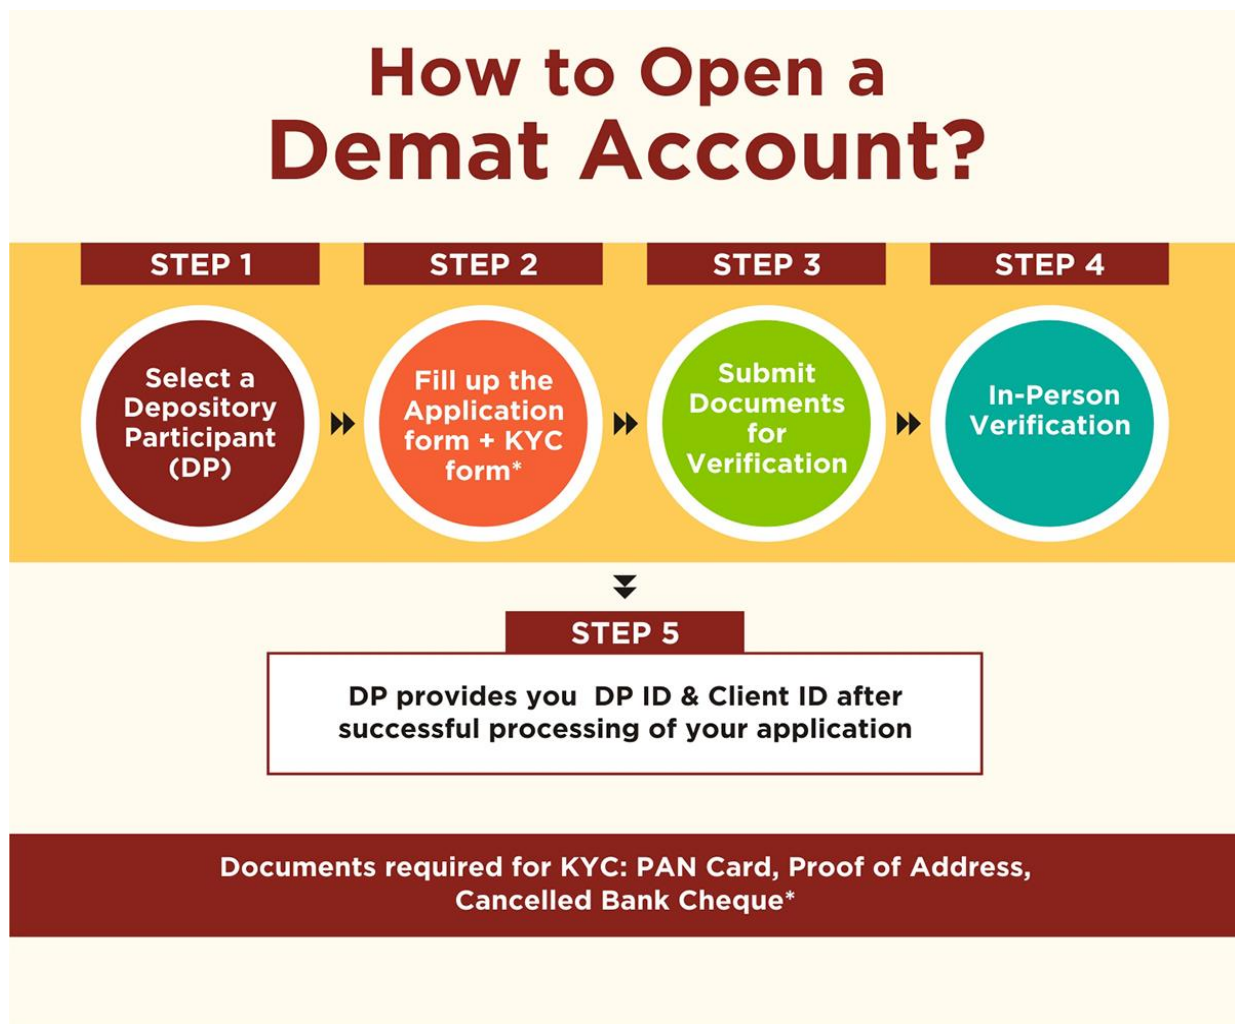 How to Open a
Demat Account?
STEP 1
Select a
Depository
Participant
(DP)
STEP 2
Fill up the
Application
form + KYC
form*
STEP 3
Submit
Documents
for
Verification
STEP 4
In-Person
Verification
STEP 5
DP provides you DP ID & Client ID after
successful processing of your application
Documents required for KYC: PAN Card, Proof of Address,
Cancelled Bank Cheque*